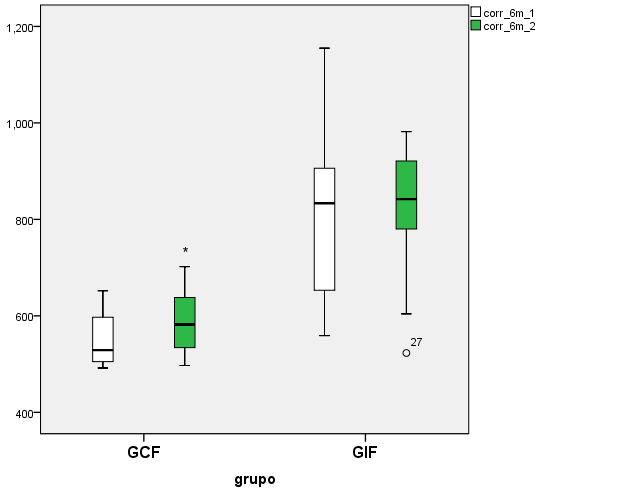 corr_6m_1
corr_6m_2
1,200
1,000
800
600
400
*
27
GCF
GIF
grupo